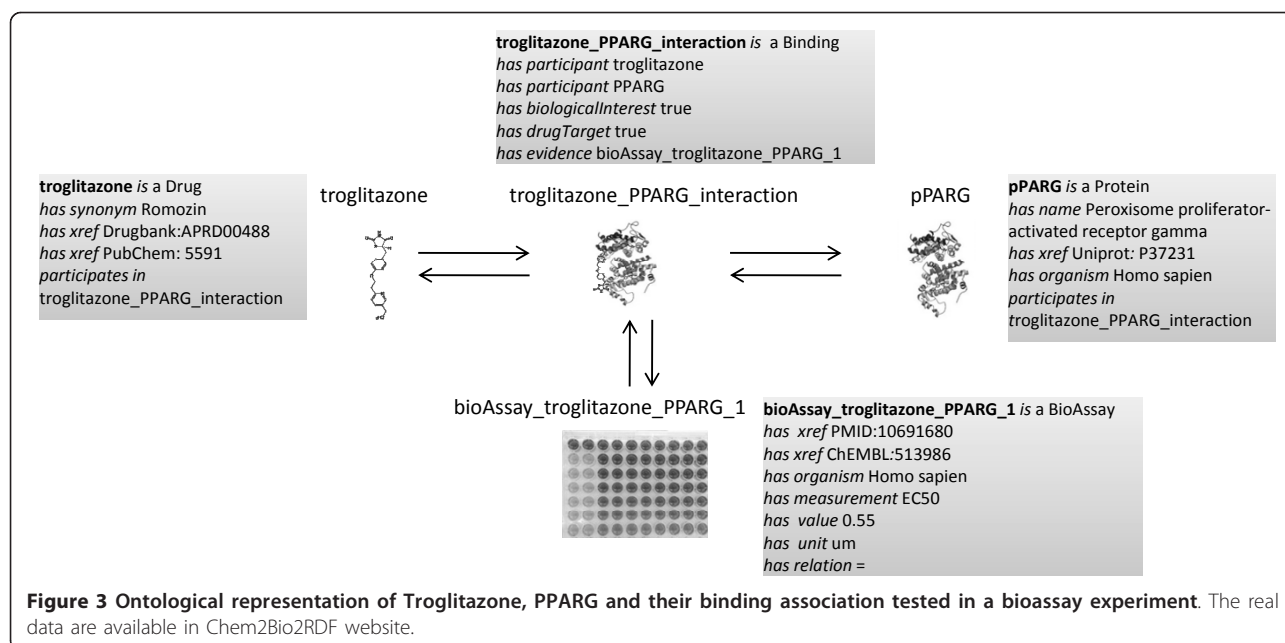 troglitazone_PPARG_interaction is a Binding
has participant troglitazone
has participant PPARG
has biologicalInterest true
has drugTarget true
has evidence bioAssay_troglitazone_PPARG_1
troglitazone is a Drug
has synonym Romozin
has xref Drugbank:APRD00488
has xref PubChem: 5591
participates in
troglitazone_PPARG_interaction
troglitazone
troglitazone_PPARG_interaction
pPARG
pPARG is a Protein
has name Peroxisome proliferator-
activated receptor gamma
has xref Uniprot: P37231
has organism Homo sapien
participates in
troglitazone_PPARG_interaction
bioAssay_troglitazone_PPARG_1
bioAssay_troglitazone_PPARG_1 is a BioAssay
has xref PMID:10691680
has xref ChEMBL:513986
has organism Homo sapien
has measurement EC50
has value 0.55
has unit um
has relation =
Figure 3 Ontological representation of Troglitazone, PPARG and their binding association tested in a bioassay experiment. The real
data are available in Chem2Bio2RDF website.